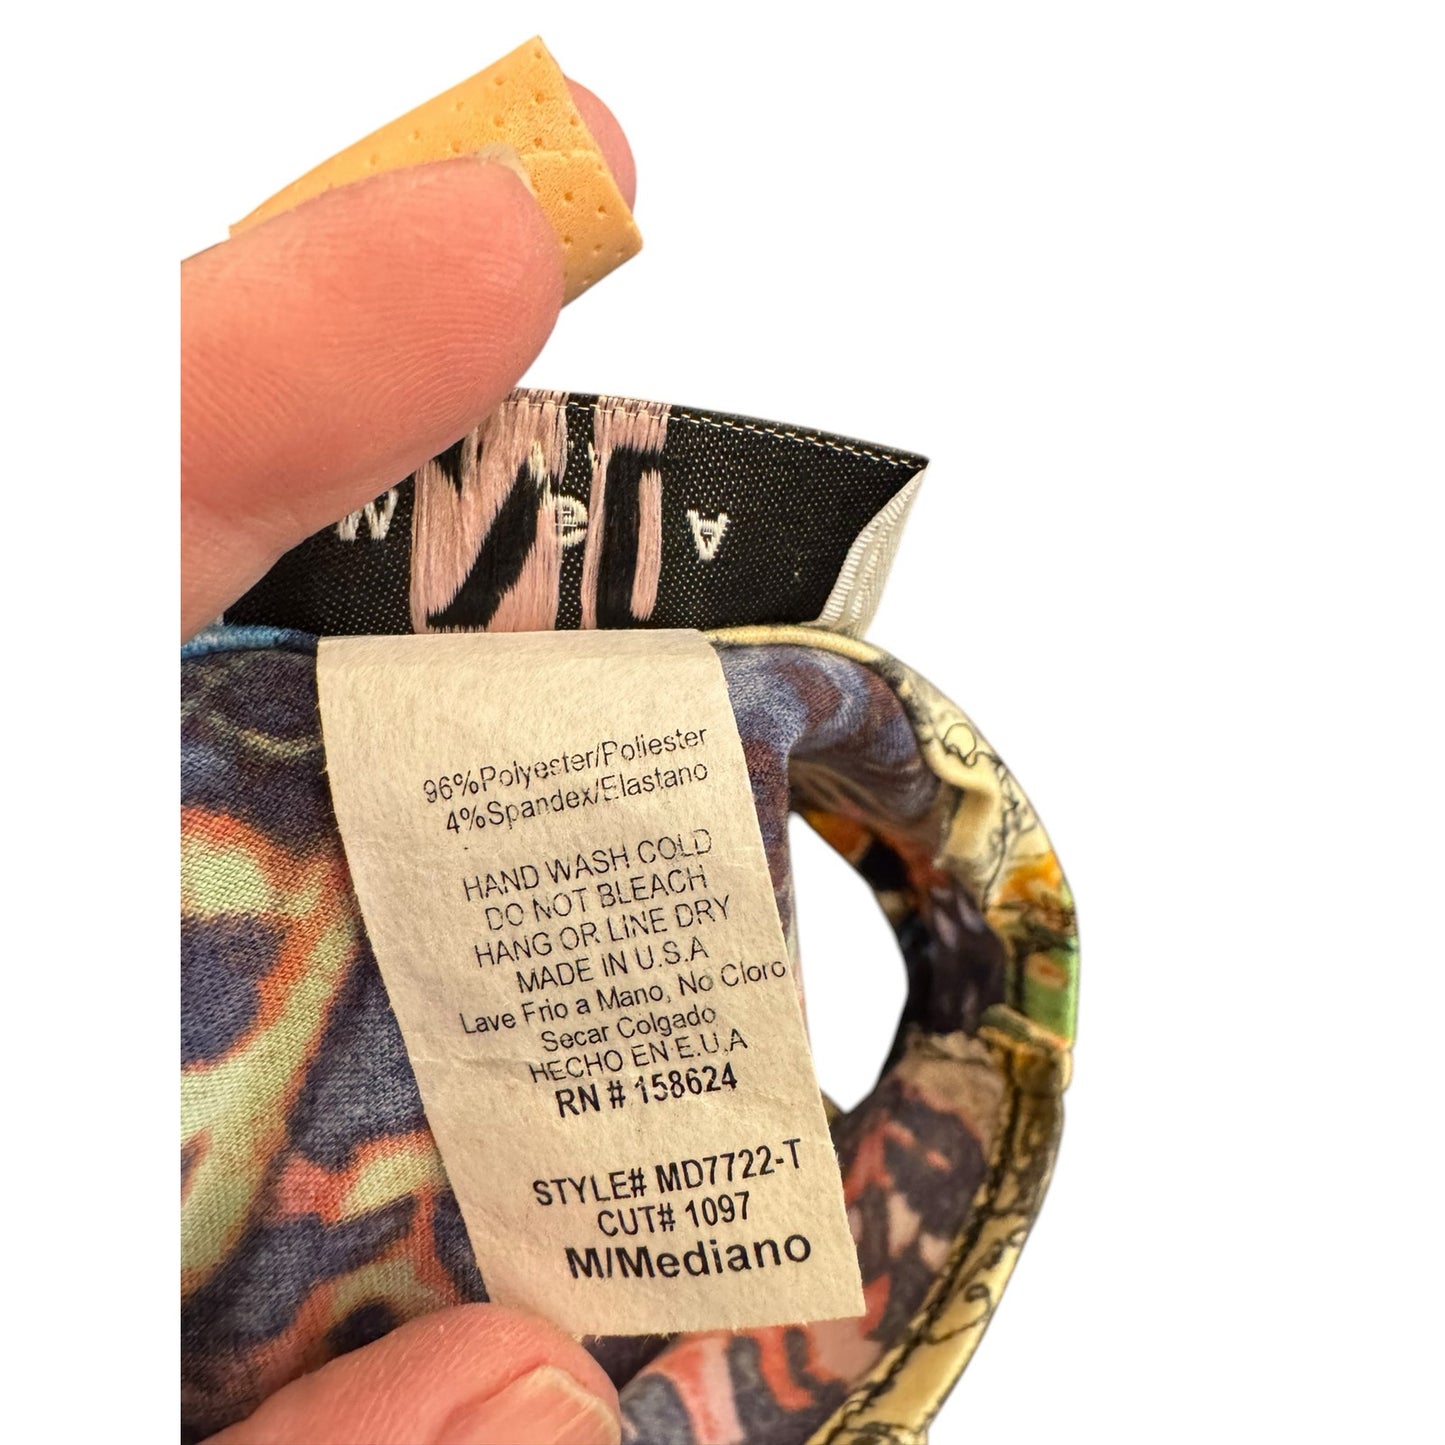 96%Polyester/Poliester
4%Spandex/Elastano
HAND WASH COLD
DO NOT BLEACH
HANG OR LINE DRY
MADE IN U.S.A
Lave Frio a Mano, No Cloro
Secar Colgado
HECHO EN E.U.A
RN # 158624
STYLE# MD7722-T
CUT# 1097
M/Mediano